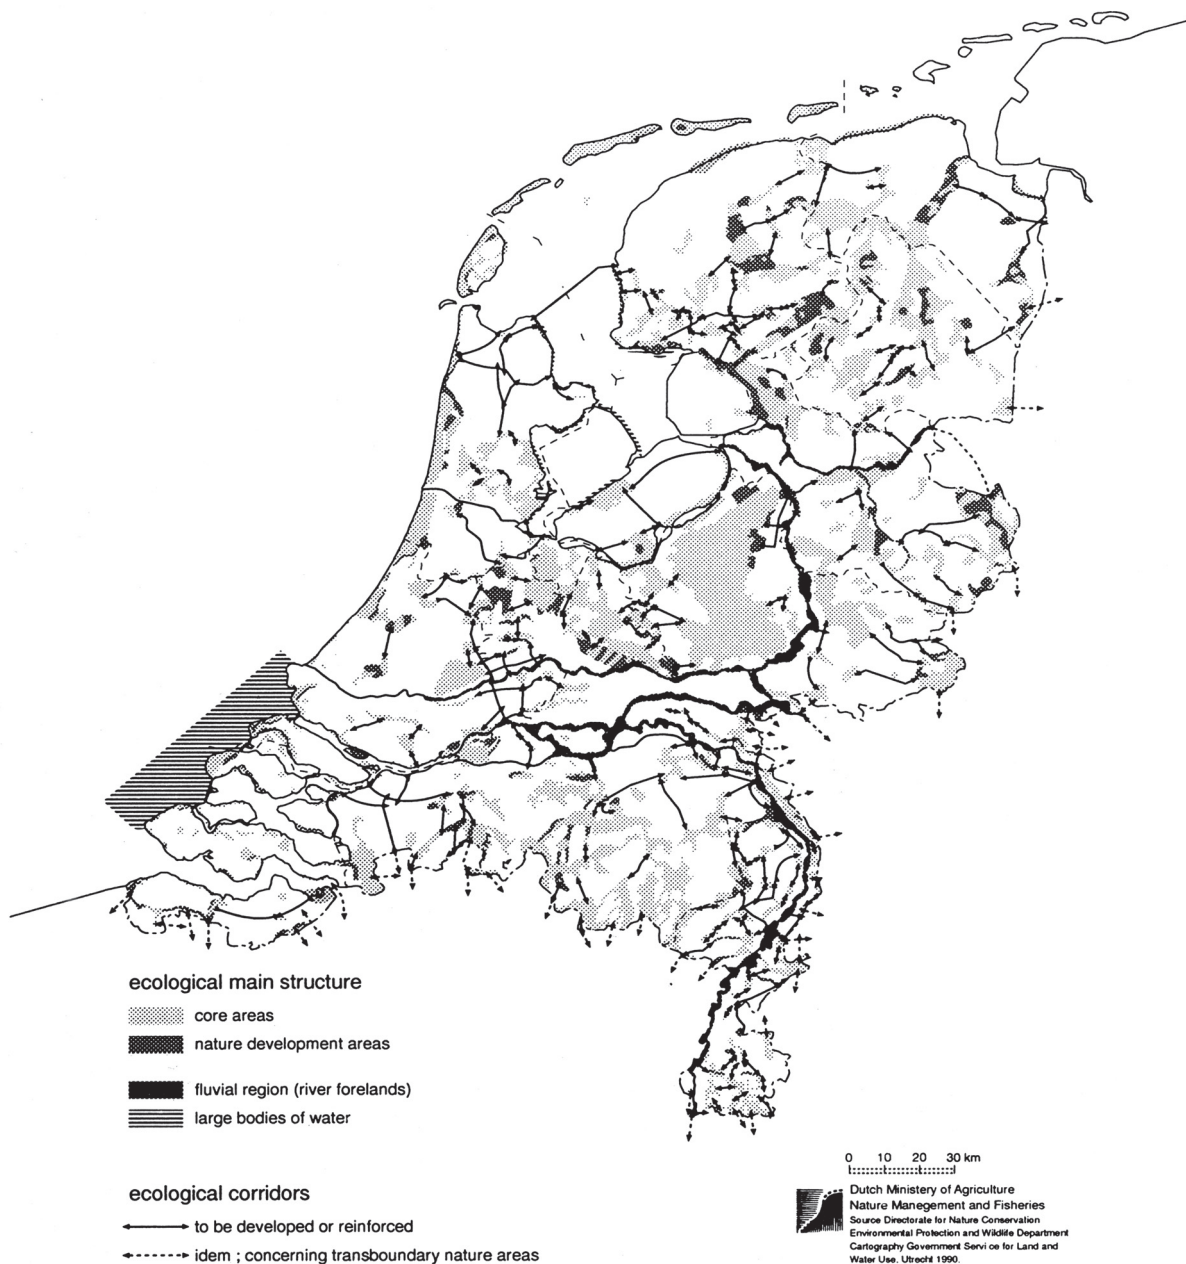 ecological main structure
core areas
nature development areas
fluvial region (river forelands)
large bodies of water
ecological corridors
to be developed or reinforced
idem ; concerning transboundary nature areas
0 10 20 30 km
Dutch Ministery of Agriculture
Nature Manegement and Fisheries
Source Directorate for Nature Conservation
Environmental Protection and Wildlife Department
Cartography Government Servi ce for Land and
Water Use. Utrecht 1990.